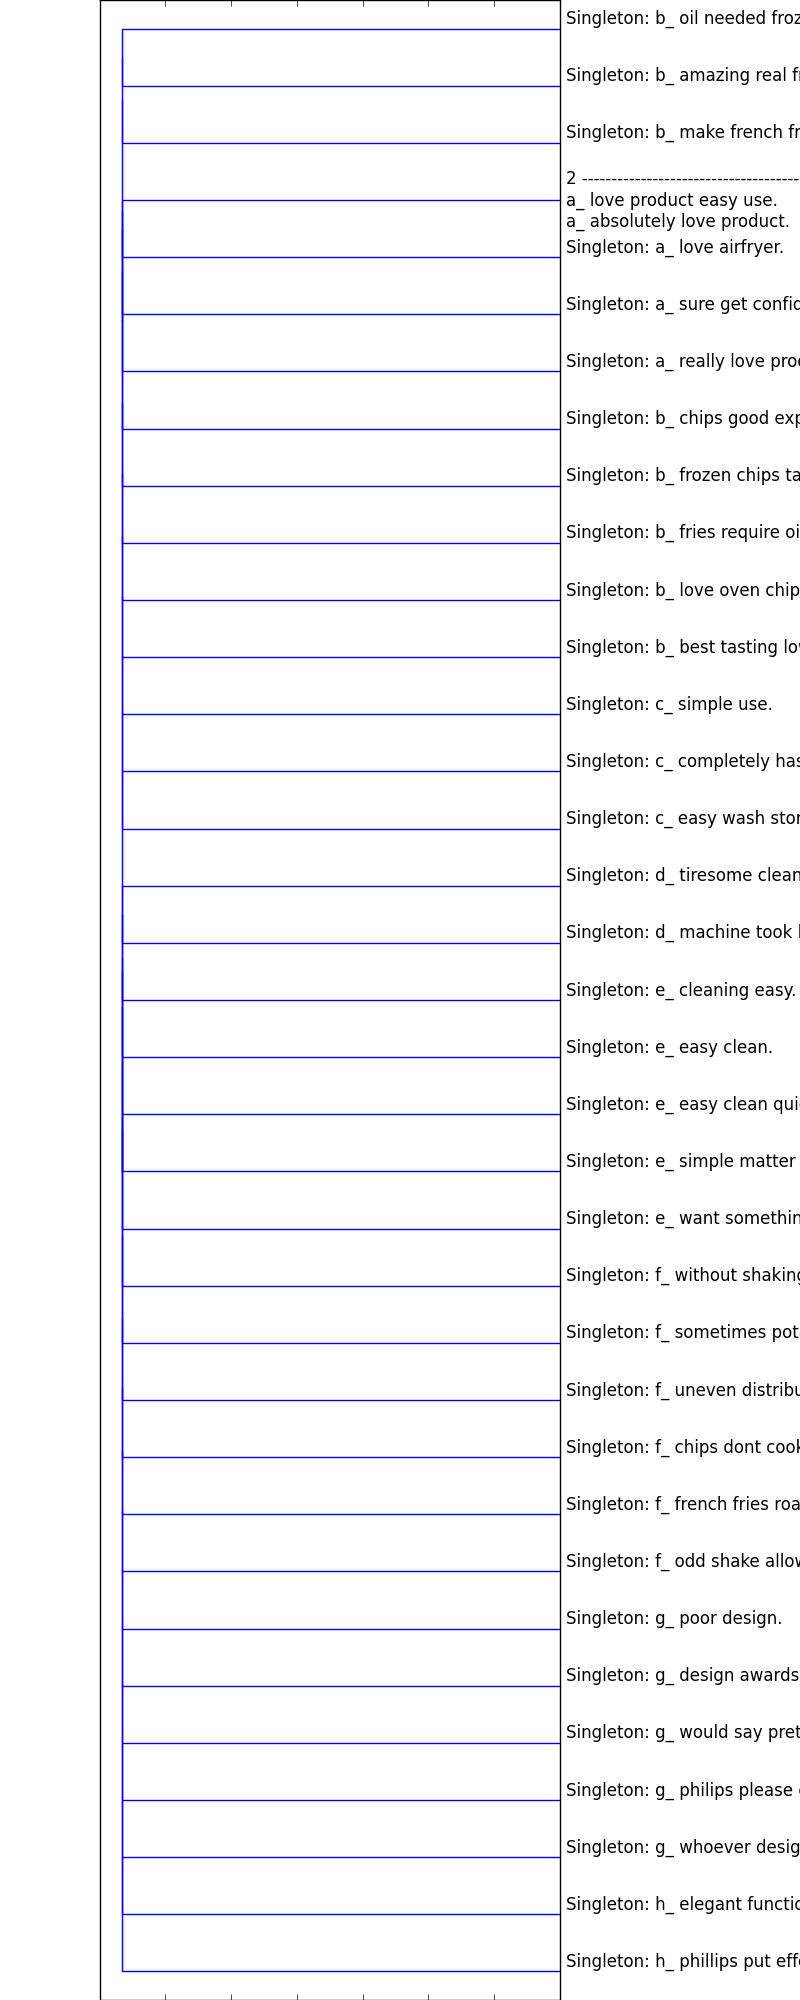 Singleton: b_ oil needed froz
Singleton: b_ amazing real fr
Singleton: b_ make french fr
2 -------------------------------------
a_ love product easy use.
a_ absolutely love product.
Singleton: a_ love airfryer.
Singleton: a_ sure get confid
Singleton: a_ really love prod
Singleton: b_ chips good exp
Singleton: b_ frozen chips ta
Singleton: b_ fries require oi
Singleton: b_ love oven chip
Singleton: b_ best tasting lov
Singleton: c_ simple use.
Singleton: c_ completely has
Singleton: c_ easy wash stor
Singleton: d_ tiresome clean
Singleton: d_ machine took l
Singleton: e_ cleaning easy.
Singleton: e_ easy clean.
Singleton: e_ easy clean qui
Singleton: e_ simple matter
Singleton: e_ want somethin
Singleton: f_ without shaking
Singleton: f_ sometimes pota
Singleton: f_ uneven distribu
Singleton: f_ chips dont cook
Singleton: f_ french fries roa
Singleton: f_ odd shake allow
Singleton: g_ poor design.
Singleton: g_ design awards
Singleton: g_ would say pret
Singleton: g_ philips please
Singleton: g_ whoever desig
Singleton: h_ elegant functio
Singleton: h_ phillips put effo